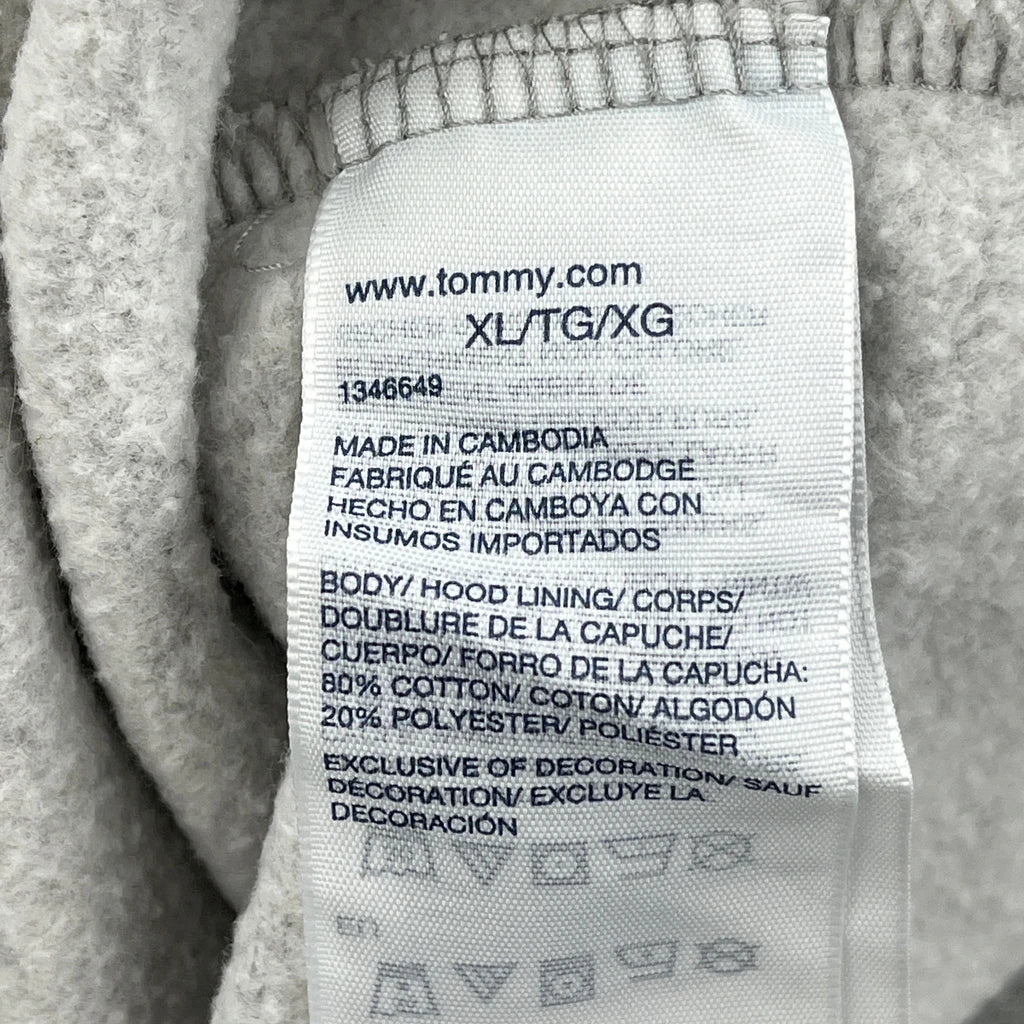 www.tommy.com
XL/TG/XG
1346649
MADE IN CAMBODIA
FABRIQUÉ AU CAMBODGE
HECHO EN CAMBOYA CON
INSUMOS IMPORTADOS
BODY/ HOOD LINING/ CORPS/
DOUBLURE DE LA CAPUCHE/
CUERPO/ FORRO DE LA CAPUCHA:
80% COTTON/ COTON/ ALGODÓN
20% POLYESTER/ POLIÉSTER
EXCLUSIVE OF DECORATION/ SAUF
DÉCORATION/ EXCLUYE LA
DECORACIÓN